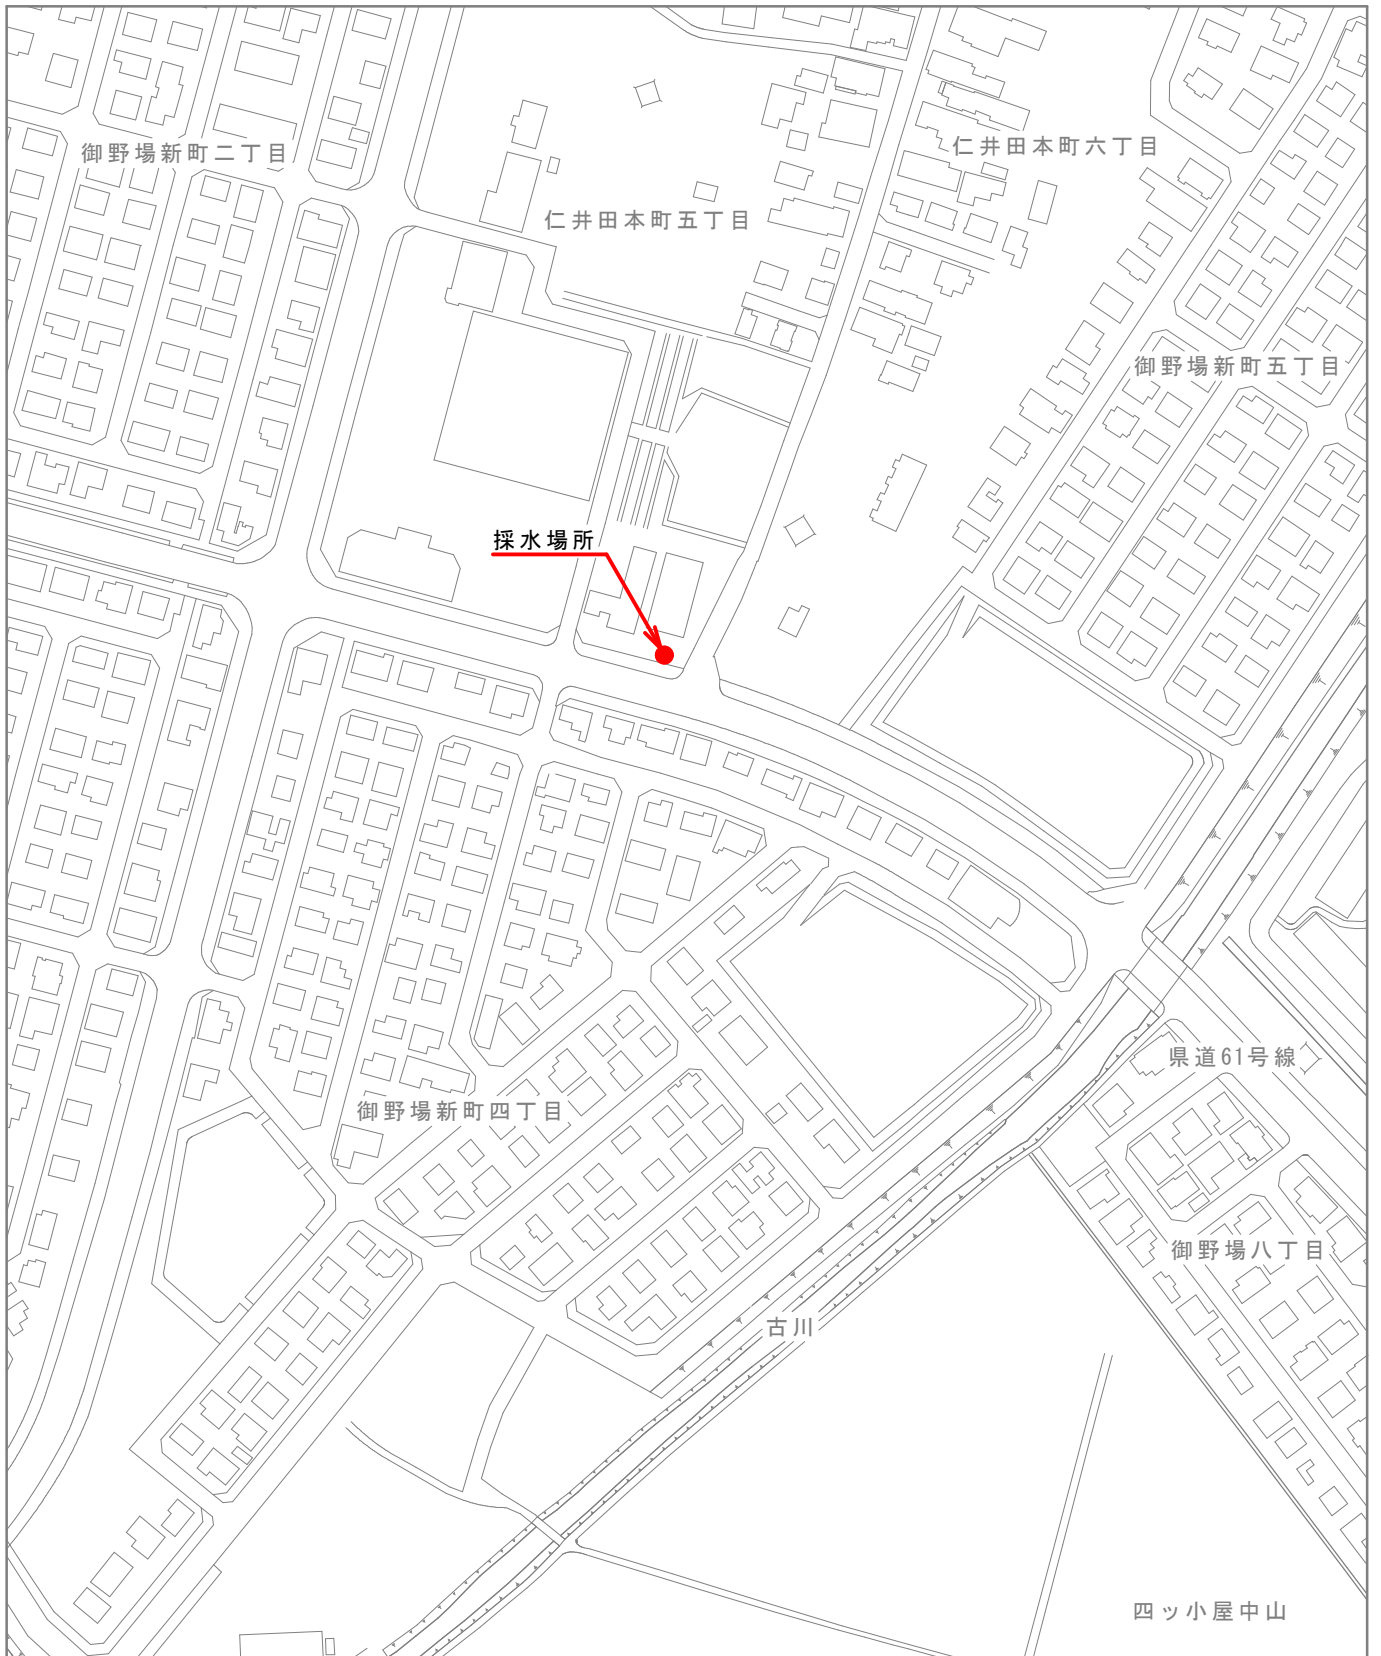 御野場新町二丁目
仁井田本町六丁目
仁井田本町五丁目
御野場新町五丁目
採水場所
県道61号線
御野場新町四丁目
御野場八丁目
古川
四ッ小屋中山